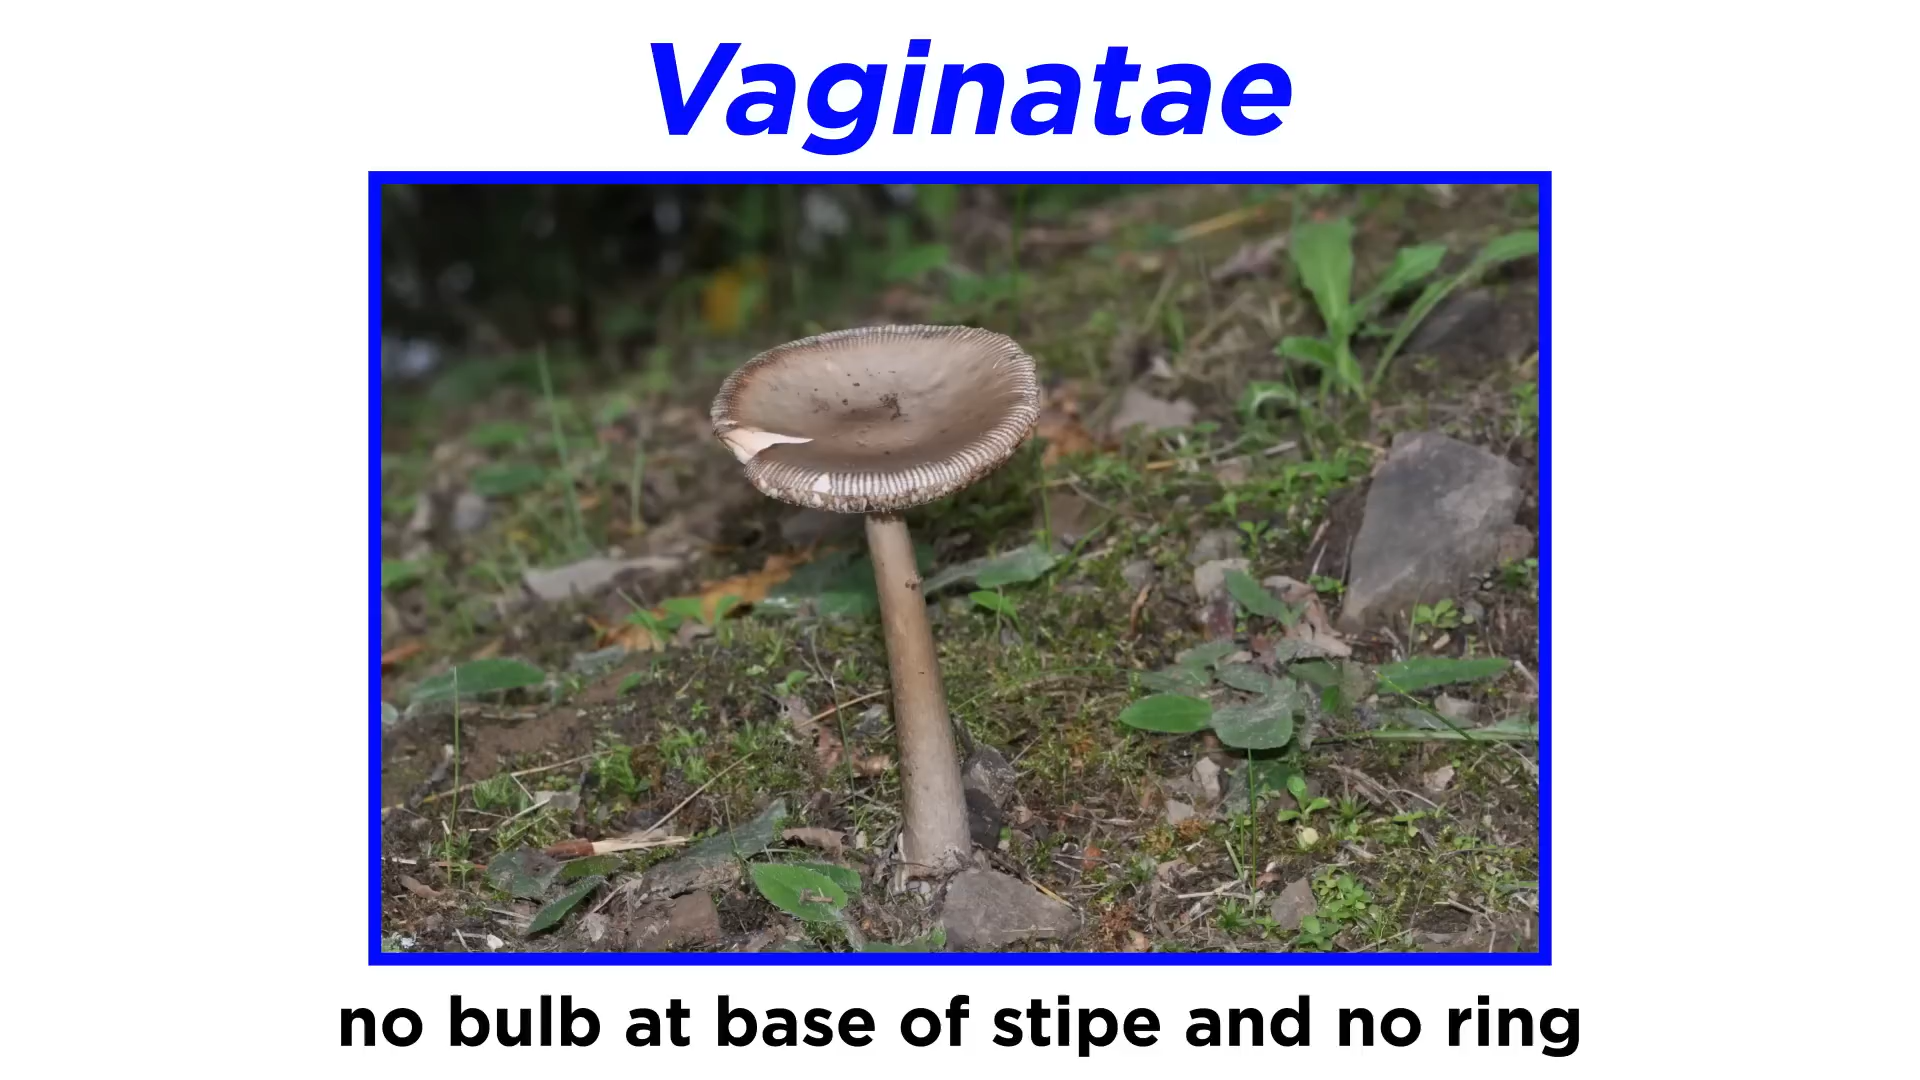 Vaginatae
no bulb at base of stipe and no ring